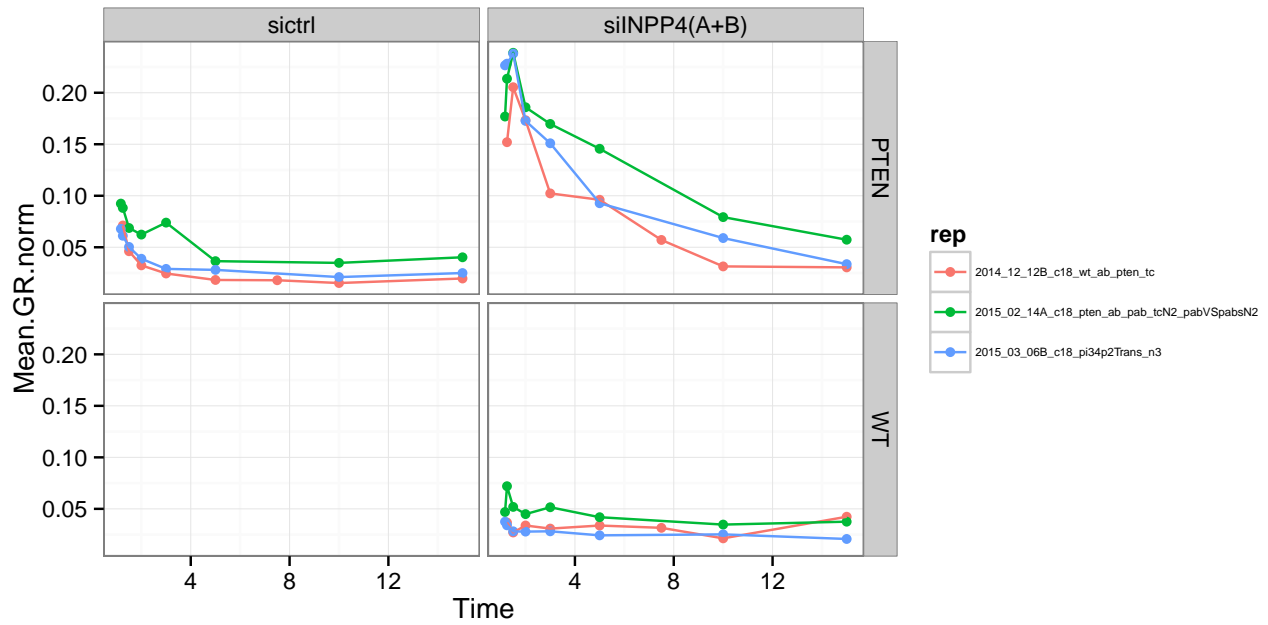 sictrl
siINPP4(A+B)
Mean.GR.norm
0.20
0.15
0.10
0.05
PTEN
0.20
0.15
0.10
0.05
WT
4
8
12
4
8
12
Time
rep
2014_12_12B_c18_wt_ab_pten_tc
2015_02_14A_c18_pten_ab_pab_tcN2_pabVSpabsN2
2015_03_06B_c18_pi34p2Trans_n3